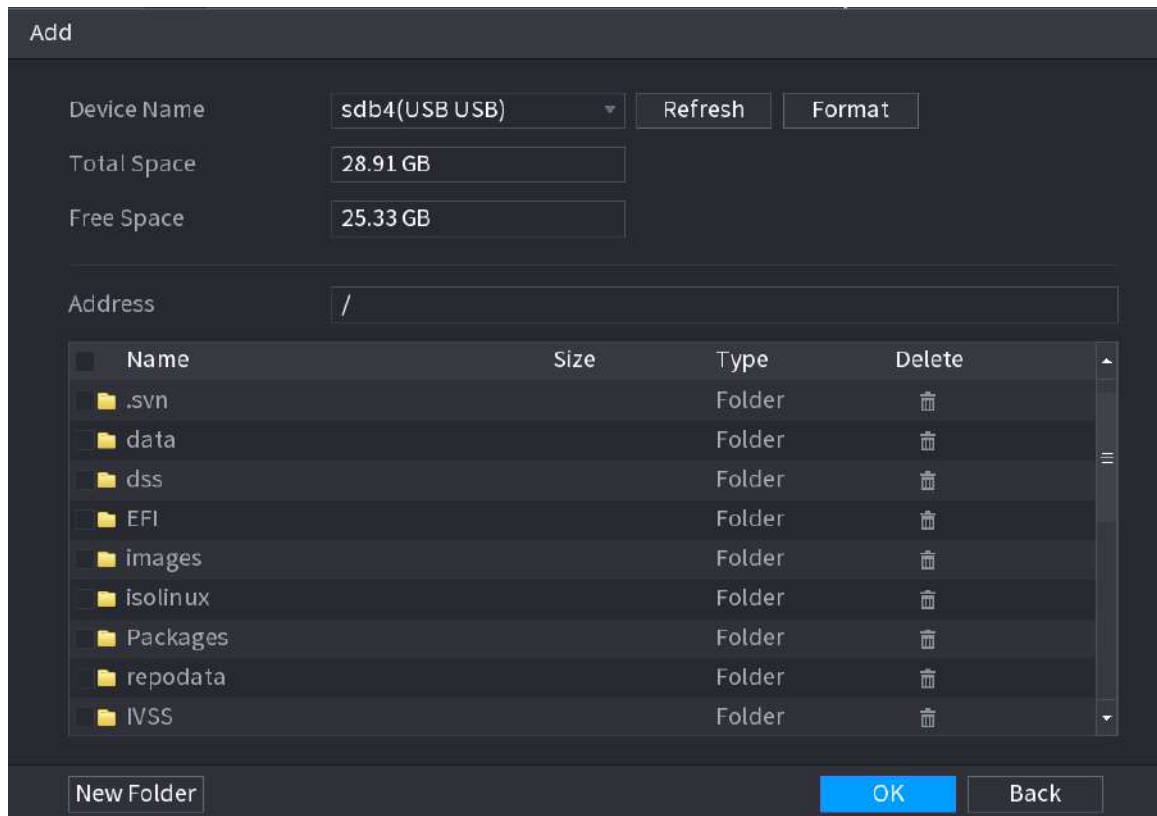 Add
Device Name sdb4(USB USB) Refresh Format
Total Space 28.91 GB
Free Space 25.33 GB
Address /
Name Size Type Delete
.svn Folder
data Folder
dss Folder
EFI Folder
images Folder
isolinux Folder
Packages Folder
repodata Folder
IVSS Folder
New Folder OK Back